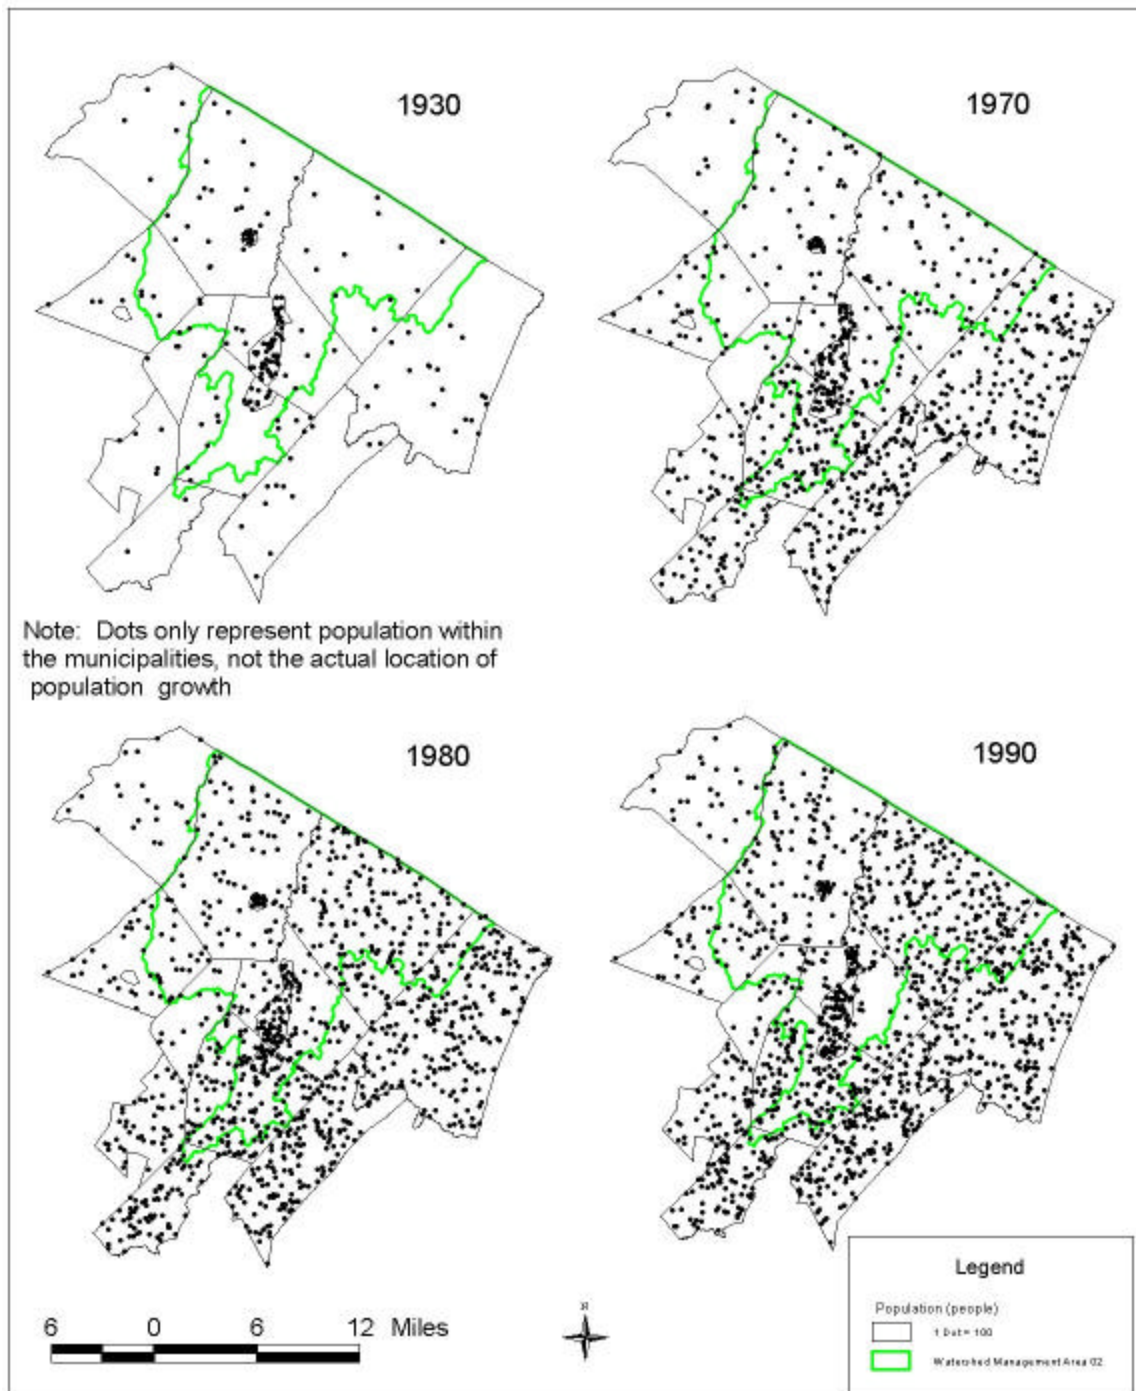 1930
1970
Note: Dots only represent population within
the municipalities, not the actual location of
population growth
1980
1990
Legend
Population (people)
1 Dot = 100
Watershed Management Area 02
6 0 6 12 Miles
N